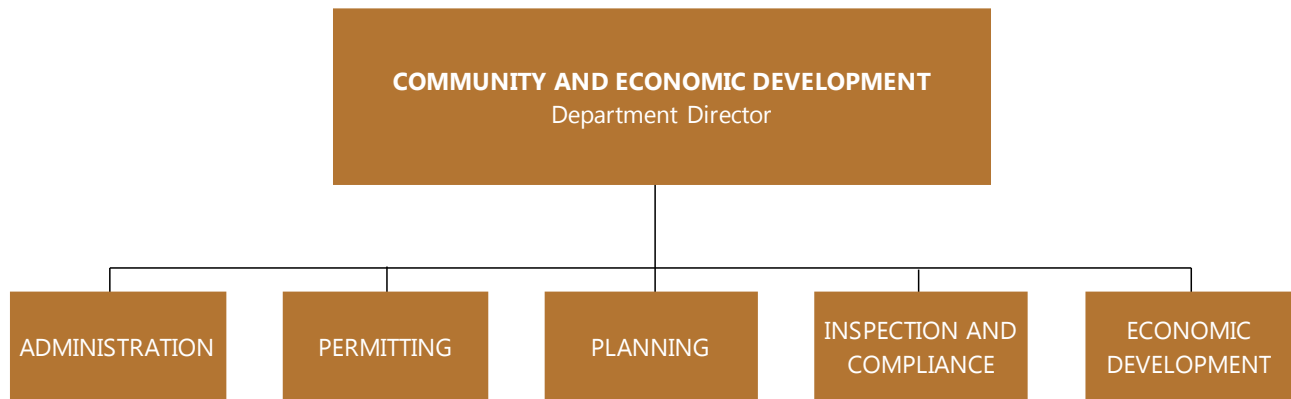 COMMUNITY AND ECONOMIC DEVELOPMENT
Department Director
ADMINISTRATION
PERMITTING
PLANNING
INSPECTION AND
COMPLIANCE
ECONOMIC
DEVELOPMENT